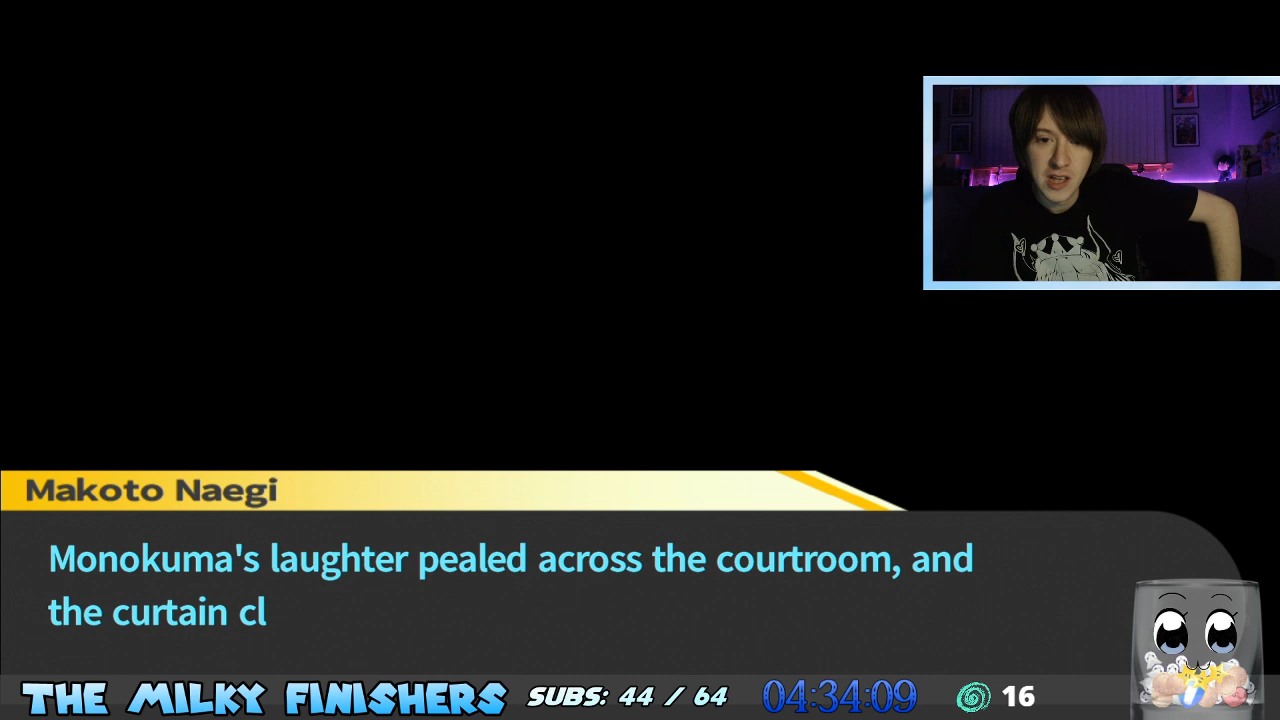 Makoto Naegi
Monokuma's laughter pealed across the courtroom, and
the curtain cl
THE MILKY FINISHERS
SUBS: 44 / 64
04:34:09
16